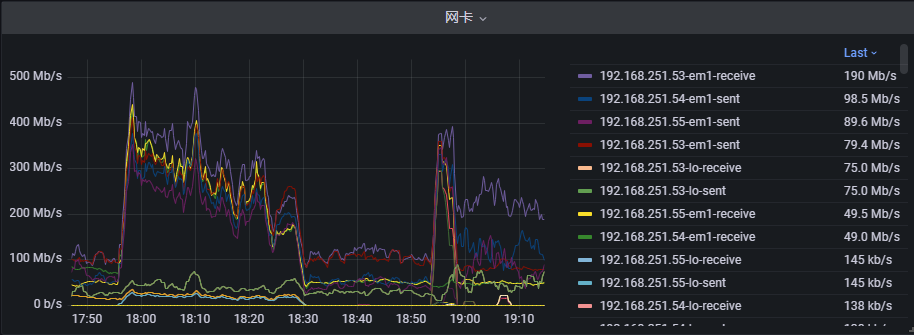 网卡
Last
500 Mb/s
400 Mb/s
300 Mb/s
200 Mb/s
100 Mb/s
0 b/s
17:50 18:00 18:10 18:20 18:30 18:40 18:50 19:00 19:10
192.168.251.53-em1-receive 190 Mb/s
192.168.251.54-em1-sent 98.5 Mb/s
192.168.251.55-em1-sent 89.6 Mb/s
192.168.251.53-em1-sent 79.4 Mb/s
192.168.251.53-lo-receive 75.0 Mb/s
192.168.251.53-lo-sent 75.0 Mb/s
192.168.251.55-em1-receive 49.5 Mb/s
192.168.251.54-em1-receive 49.0 Mb/s
192.168.251.55-lo-receive 145 kb/s
192.168.251.55-lo-sent 145 kb/s
192.168.251.54-lo-receive 138 kb/s